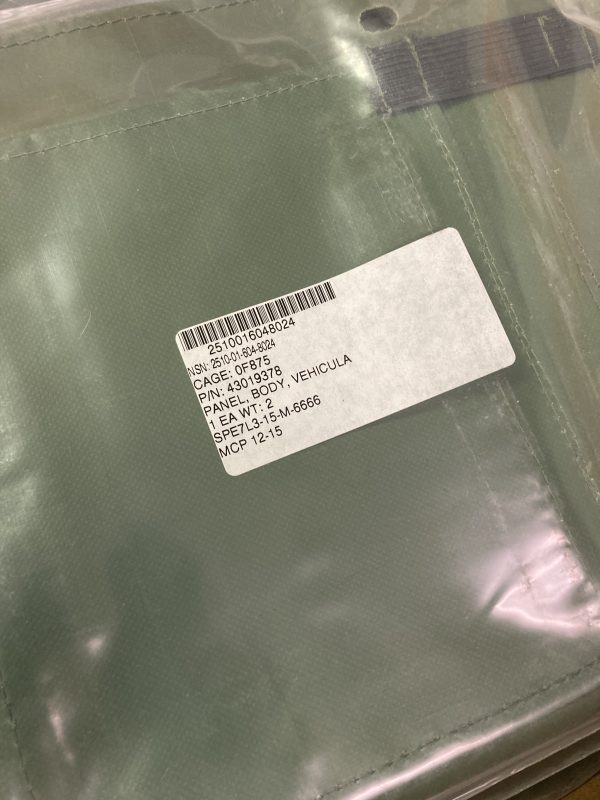 2510016048024
NSN: 2510-01-604-8024
CAGE: 0F875
P/N: 43019378
PANEL, BODY, VEHICULA
1 EA WT: 2
SPE7L3-15-M-6666
MCP 12-15